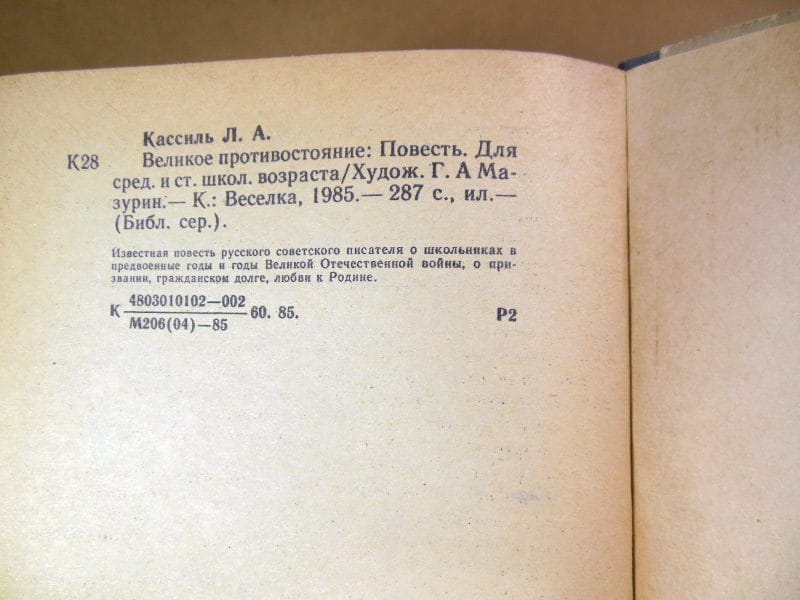 Кассиль Л. А.
К28 Великое противостояние: Повесть. Для
сред. и ст. школ. возраста/Худож. Г. А Ма-
зурин.— К.: Веселка, 1985.— 287 с., ил.—
(Библ. сер.).
Известная повесть русского советского писателя о школьниках в
предвоенные годы и годы Великой Отечественной войны, о при-
звании, гражданском долге, любви к Родине.
К 4803010102—002
М206(04)—85 60. 85. Р2